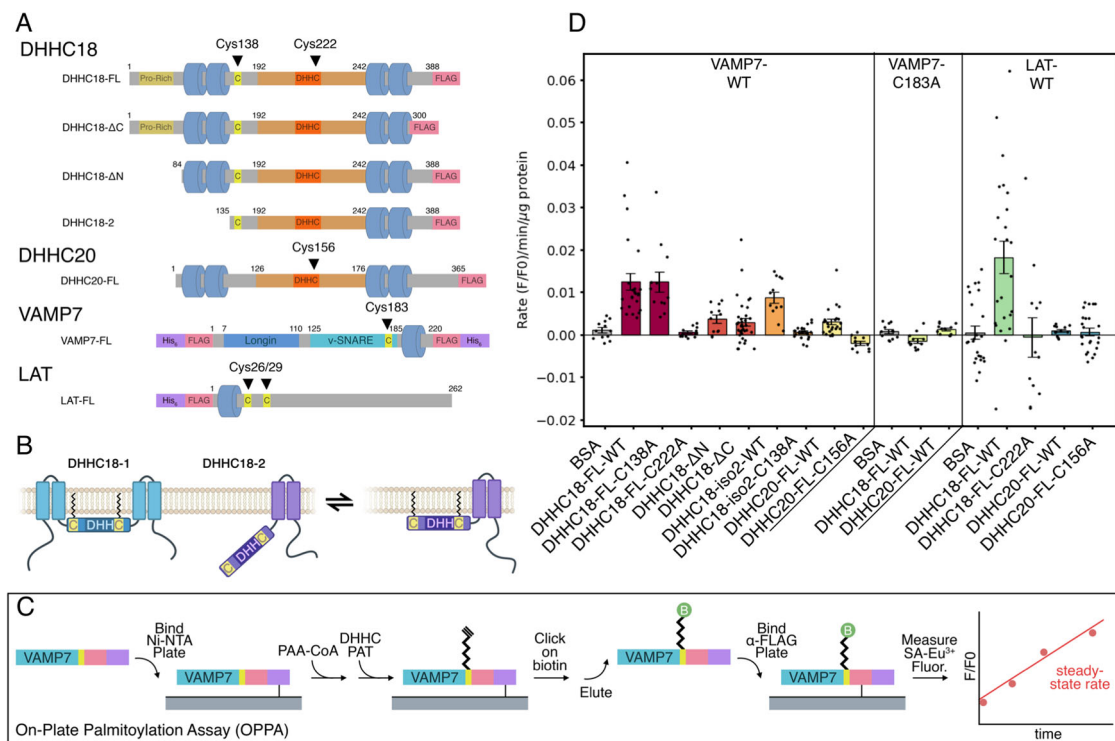 A
DHHC18
Cys138
Cys222
DHHC18-FL
1
Pro-Rich
C
192
DHHC
242
388
FLAG
DHHC18-ΔC
1
Pro-Rich
C
192
DHHC
242
300
FLAG
DHHC18-ΔN
84
C
192
DHHC
242
388
FLAG
DHHC18-2
135
C
192
DHHC
242
388
FLAG
DHHC20
Cys156
DHHC20-FL
1
126
DHHC
176
365
FLAG
VAMP7
Cys183
VAMP7-FL
His₆
FLAG
1
7
Longin
110
125
v-SNARE
C
185
220
FLAG
His₆
LAT
Cys26/29
LAT-FL
His₆
FLAG
1
C
C
262
B
DHHC18-1
DHHC18-2
C
DHH
C
C
DHH
C
C
DHH
C
C
VAMP7
Bind
Ni-NTA
Plate
VAMP7
PAA-CoA
DHHC
PAT
VAMP7
Click
on
biotin
Elute
B
VAMP7
Bind
α-FLAG
Plate
B
VAMP7
Measure
SA-Eu³⁺
Fluor.
F/F0
steady-
state rate
time
On-Plate Palmitoylation Assay (OPPA)
D
VAMP7-
WT
VAMP7-
C183A
LAT-
WT
Rate (F/F0)/min/μg protein
0.06
0.05
0.04
0.03
0.02
0.01
0.00
−0.01
−0.02
BSA
DHHC18-FL-WT
DHHC18-FL-C138A
DHHC18-FL-C222A
DHHC18-ΔN
DHHC18-ΔC
DHHC18-iso2-WT
DHHC18-iso2-C138A
DHHC20-FL-WT
DHHC20-FL-C156A
BSA
DHHC18-FL-WT
DHHC20-FL-WT
BSA
DHHC18-FL-WT
DHHC18-FL-C222A
DHHC20-FL-WT
DHHC20-FL-C156A